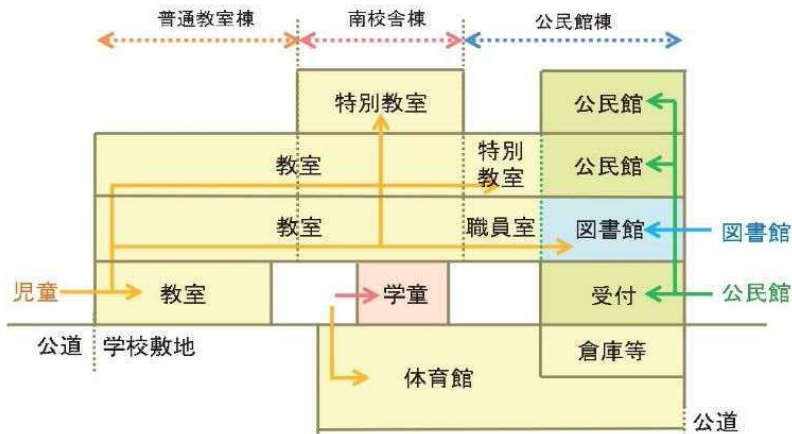 普通教室棟
南校舎棟
公民館棟
特別教室
公民館
教室
特別
教室
公民館
教室
職員室
図書館
図書館
児童
教室
学童
受付
公民館
公道
学校敷地
体育館
倉庫等
公道